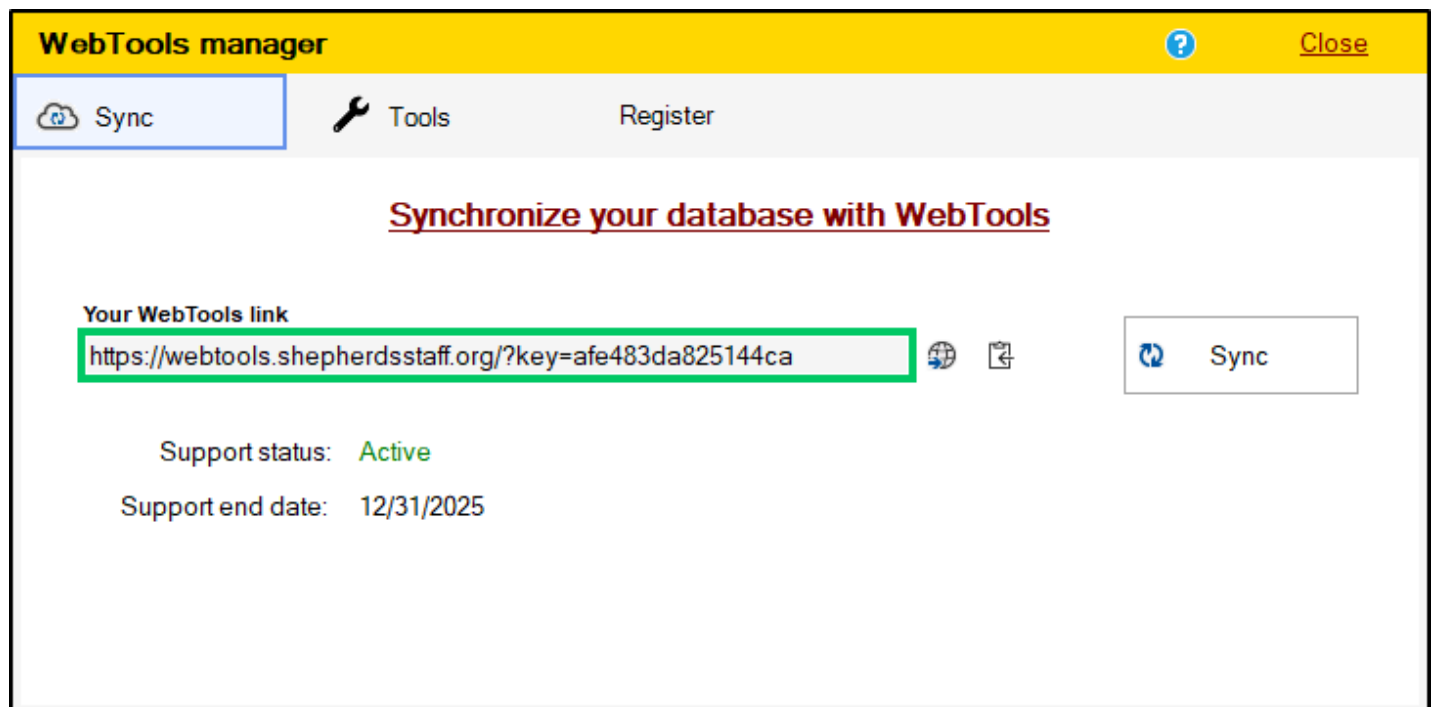 WebTools manager ? Close
Sync Tools Register
Synchronize your database with WebTools
Your WebTools link
https://webtools.shepherdsstaff.org/?key=afe483da825144ca Sync
Support status: Active
Support end date: 12/31/2025